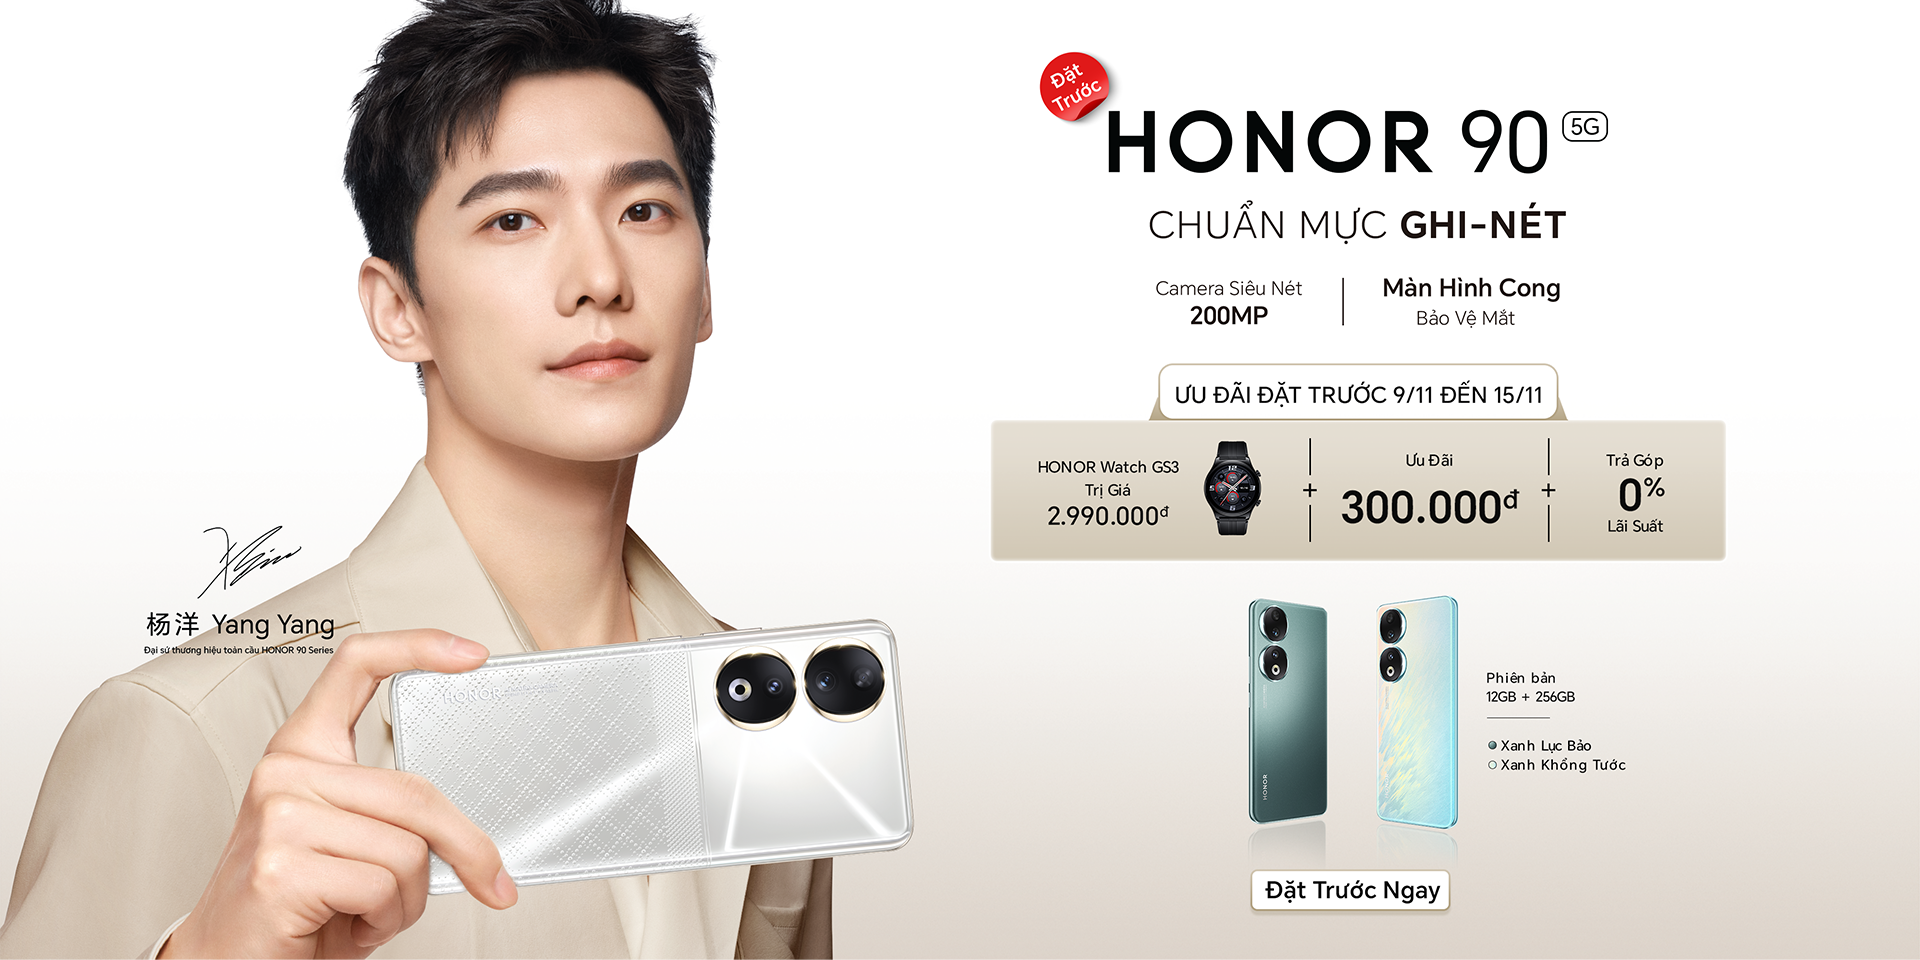 Đặt
Trước
HONOR 90 5G
CHUẨN MỰC GHI-NÉT
Camera Siêu Nét
200MP
Màn Hình Cong
Bảo Vệ Mắt
ƯU ĐÃI ĐẶT TRƯỚC 9/11 ĐẾN 15/11
HONOR Watch GS3
Trị Giá
2.990.000đ
+
Ưu Đãi
300.000đ
+
Trả Góp
0%
Lãi Suất
杨洋 Yang Yang
Đại sứ thương hiệu toàn cầu HONOR 90 Series
HONOR
HONOR
Phiên bản
12GB + 256GB
Xanh Lục Bảo
Xanh Khổng Tước
Đặt Trước Ngay